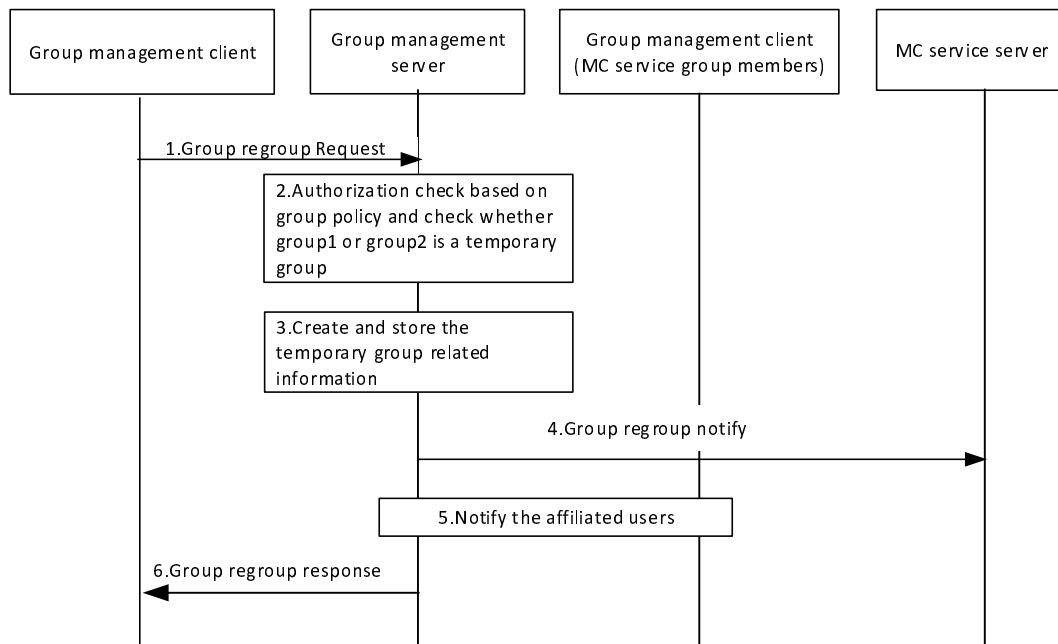 Group management client
Group management
server
Group management client
(MC service group members)
MC service server
1.Group regroup Request
2.Authorization check based on
group policy and check whether
group1 or group2 is a temporary
group
3.Create and store the
temporary group related
information
4.Group regroup notify
5.Notify the affiliated users
6.Group regroup response